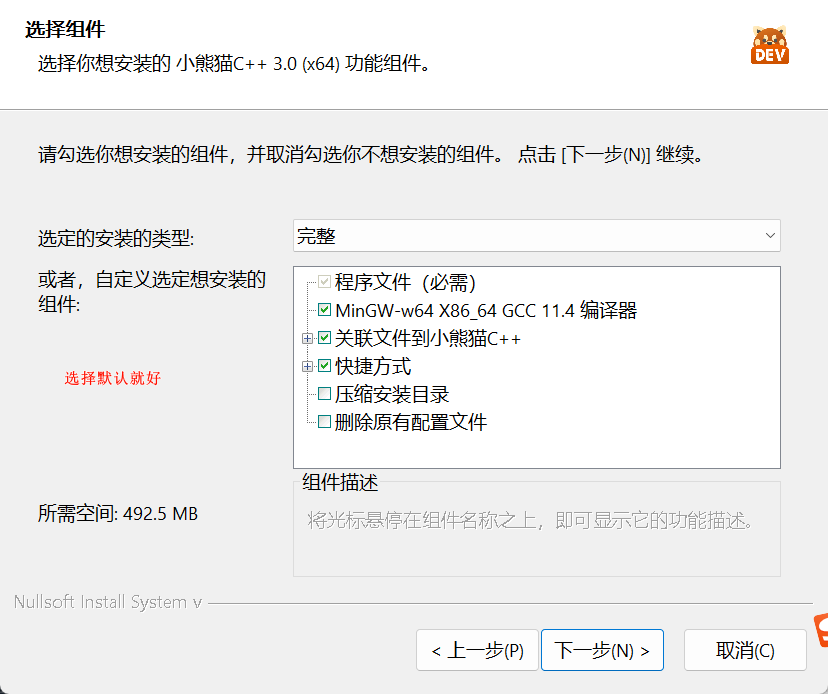 选择组件
选择你想安装的 小熊猫C++ 3.0 (x64) 功能组件。
DEV
请勾选你想安装的组件，并取消勾选你不想安装的组件。 点击 [下一步(N)] 继续。
选定的安装的类型:
完整
或者，自定义选定想安装的
组件:
程序文件（必需）
MinGW-w64 X86_64 GCC 11.4 编译器
关联文件到小熊猫C++
快捷方式
压缩安装目录
删除原有配置文件
选择默认就好
所需空间: 492.5 MB
组件描述
将光标悬停在组件名称之上，即可显示它的功能描述。
Nullsoft Install System v
< 上一步(P)
下一步(N) >
取消(C)